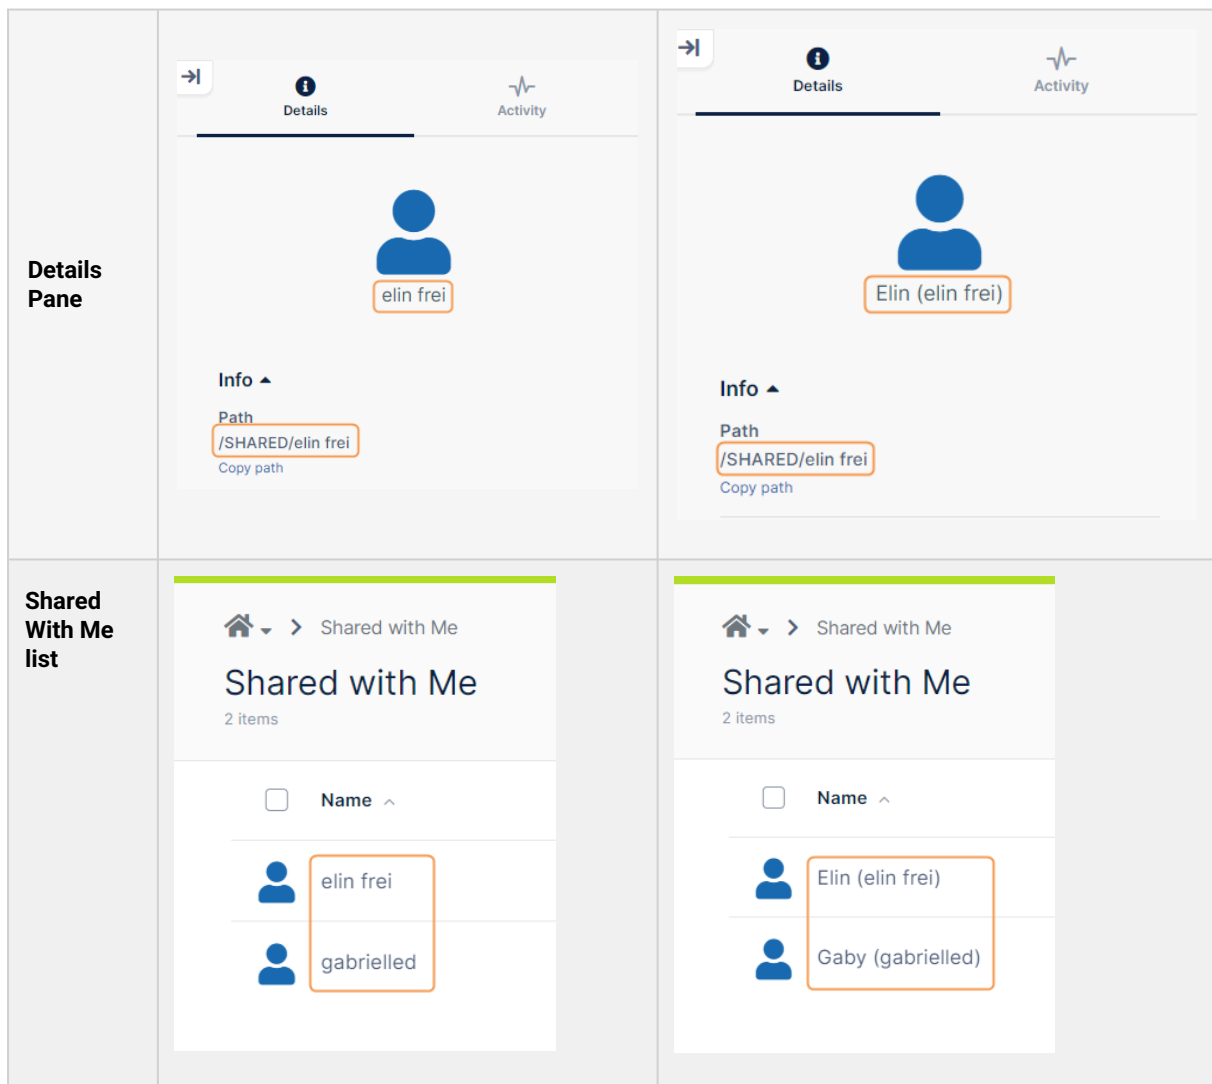 Details
Pane
Details
Activity
elin frei
Info
Path
/SHARED/elin frei
Copy path
Details
Activity
Elin (elin frei)
Info
Path
/SHARED/elin frei
Copy path
Shared
With Me
list
Shared with Me
Shared with Me
2 items
Name
elin frei
gabrielled
Shared with Me
Shared with Me
2 items
Name
Elin (elin frei)
Gaby (gabrielled)